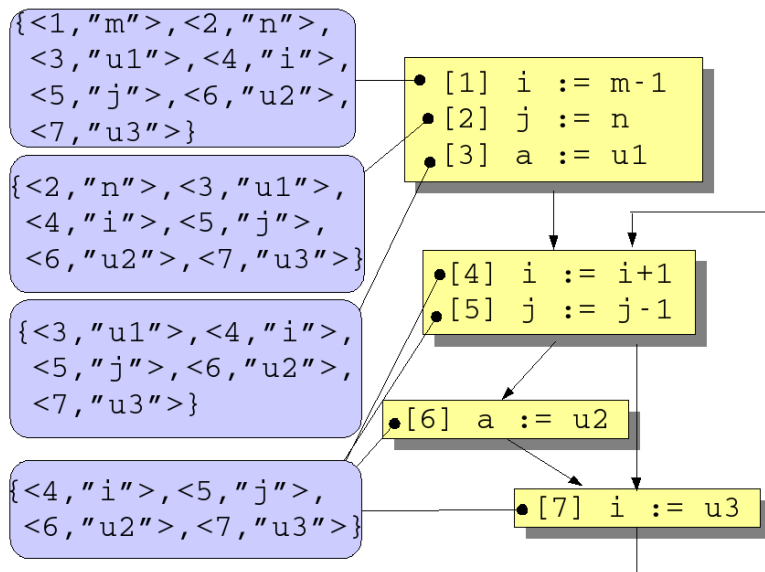 {<1,"m">,<2,"n">,
<3,"u1">,<4,"i">,
<5,"j">,<6,"u2">,
<7,"u3">}
{<2,"n">,<3,"u1">,
<4,"i">,<5,"j">,
<6,"u2">,<7,"u3">}
{<3,"u1">,<4,"i">,
<5,"j">,<6,"u2">,
<7,"u3">}
{<4,"i">,<5,"j">,
<6,"u2">,<7,"u3">}
[1] i := m-1
[2] j := n
[3] a := u1
[4] i := i+1
[5] j := j-1
[6] a := u2
[7] i := u3